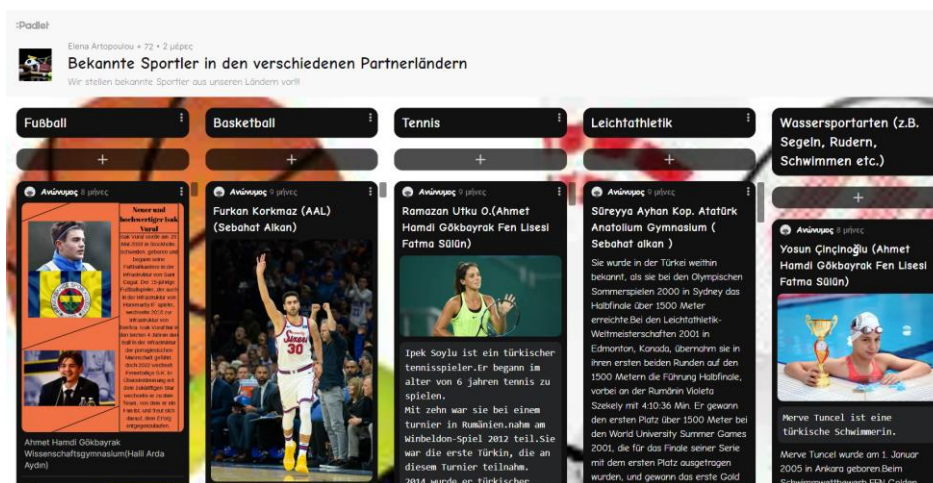 :Padlet
Elena Artopoulou + 72 • 2 μέρες
Bekannte Sportler in den verschiedenen Partnerländern
Wir stellen bekannte Sportler aus unseren Ländern vor!!!
Fußball
Ανώνυμος 8 μήνες
Neuer und
hochwertiger Isak
Vural
Ahmet Hamdi Gökbayrak
Wissenschaftsgymnasium(Halil Arda
Aydın)
Basketball
Ανώνυμος 9 μήνες
Furkan Korkmaz (AAL)
(Sebahat Alkan)
Sixers
30
Tennis
Ανώνυμος 9 μήνες
Ramazan Utku O.(Ahmet
Hamdi Gökbayrak Fen Lisesi
Fatma Sülün)
Ipek Soylu ist ein türkischer
tennisspieler.Er begann im
alter von 6 jahren tennis zu
spielen.
Mit zehn war sie bei einem
turnier in Rumänien.nahm am
Winbeldon-Spiel 2012 teil.Sie
war die erste Türkin, die an
diesem Turnier teilnahm.
2014 wurde er türkischer
Leichtathletik
Ανώνυμος 9 μήνες
Süreyya Ayhan Kop. Atatürk
Anatolium Gymnasium (
Sebahat alkan )
Sie wurde in der Türkei weithin
bekannt, als sie bei den Olympischen
Sommerspielen 2000 in Sydney das
Halbfinale über 1500 Meter
erreichte.Bei den Leichtathletik-
Weltmeisterschaften 2001 in
Edmonton, Kanada, übernahm sie in
ihren ersten beiden Runden auf den
1500 Metern die Führung Halbfinale,
vorbei an der Rumänin Violeta
Szekely mit 4:10:36 Min. Er gewann
den ersten Platz über 1500 Meter bei
den World University Summer Games
2001, die für das Finale seiner Serie
mit dem ersten Platz ausgetragen
wurden, und gewann das erste Gold
Wassersportarten (z.B.
Segeln, Rudern,
Schwimmen etc.)
Ανώνυμος 8 μήνες
Yosun Çinçinoğlu (Ahmet
Hamdi Gökbayrak Fen Lisesi
Fatma Sülün)
Merve Tuncel ist eine
türkische Schwimmerin.
Merve Tuncel wurde am 1. Januar
2005 in Ankara geboren.Beim
Schwimmwettbewerb FEN Golden